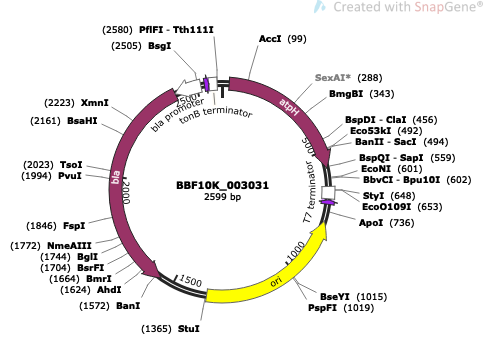 Created with SnapGene®
(2580) PflFI - Tth111I
(2505) BsgI
AccI (99)
SexAI* (288)
BmgBI (343)
(2223) XmnI
(2161) BsaHI
BspDI - ClaI (456)
Eco53kI (492)
BanII - SacI (494)
BspQI - SapI (559)
EcoNI (601)
BbvCI - Bpu10I (602)
StyI (648)
EcoO109I (653)
ApoI (736)
(2023) TsoI
(1994) PvuI
(1846) FspI
(1772) NmeAIII
(1744) BglI
(1704) BsrFI
(1664) BmrI
(1624) AhdI
(1572) BanI
(1365) StuI
BseYI (1015)
PspFI (1019)
bla promoter
tonB terminator
atpH
T7 terminator
bla
ori
500
1000
1500
2000
2500
BBF10K_003031
2599 bp